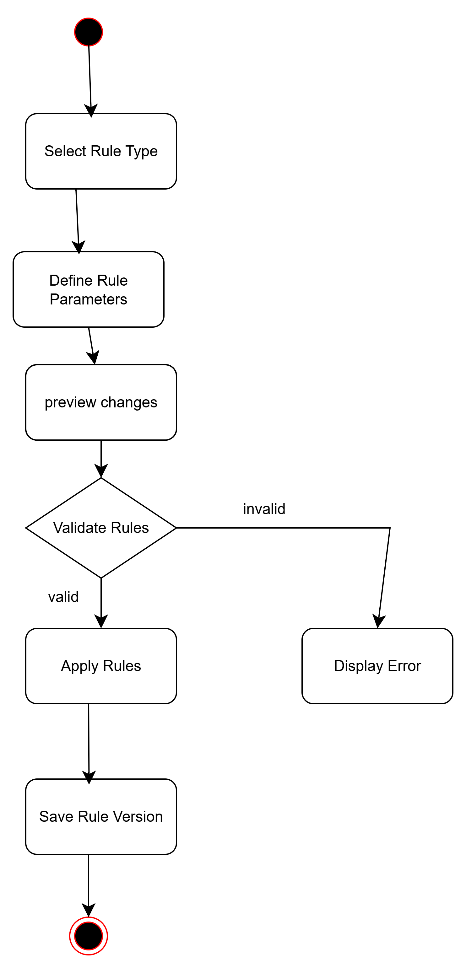 Select Rule Type
Define Rule
Parameters
preview changes
invalid
Validate Rules
valid
Apply Rules
Display Error
Save Rule Version